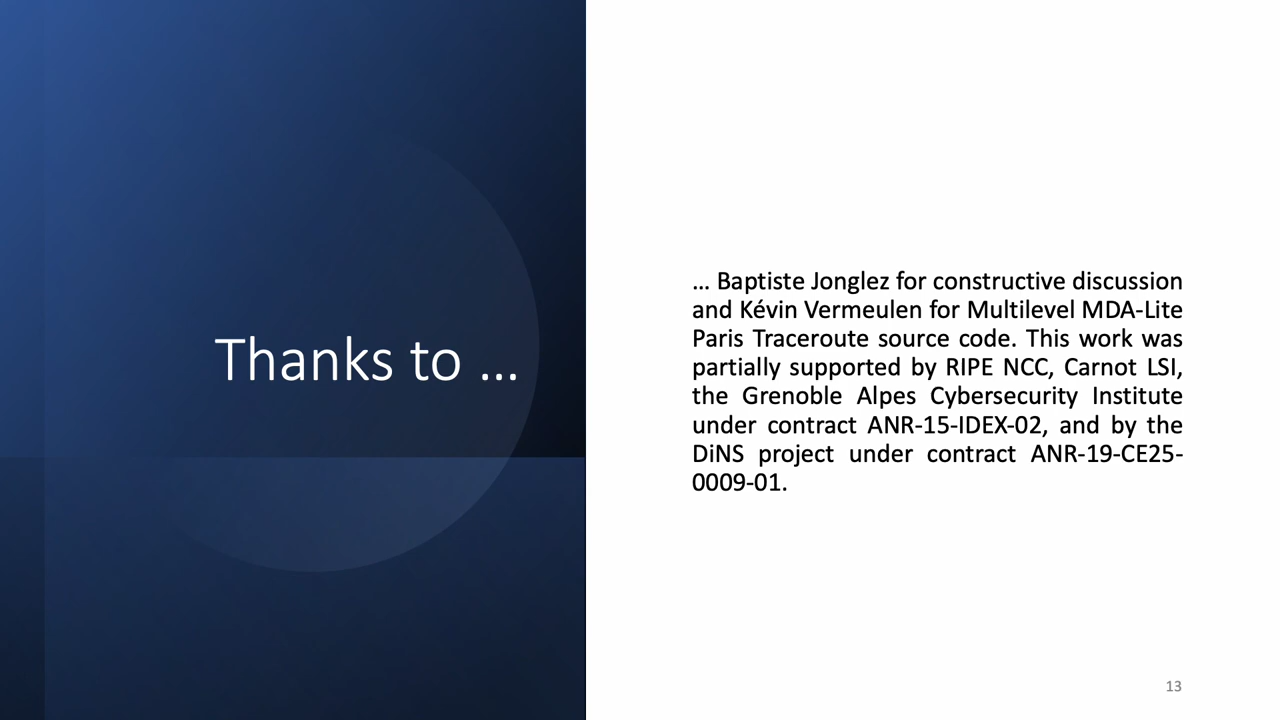 Thanks to ...
... Baptiste Jonglez for constructive discussion
and Kévin Vermeulen for Multilevel MDA-Lite
Paris Traceroute source code. This work was
partially supported by RIPE NCC, Carnot LSI,
the Grenoble Alpes Cybersecurity Institute
under contract ANR-15-IDEX-02, and by the
DiNS project under contract ANR-19-CE25-
0009-01.
13